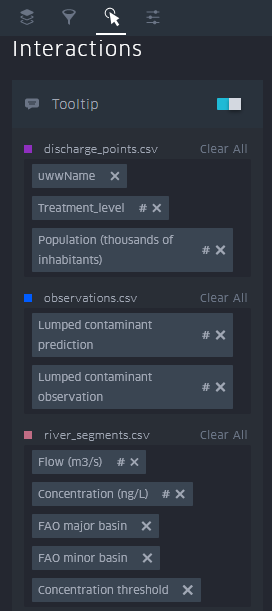 Interactions
Tooltip
discharge_points.csv Clear All
uwwName
Treatment_level #
Population (thousands of
inhabitants) #
observations.csv Clear All
Lumped contaminant
prediction #
Lumped contaminant
observation #
river_segments.csv Clear All
Flow (m3/s) #
Concentration (ng/L) #
FAO major basin
FAO minor basin
Concentration threshold